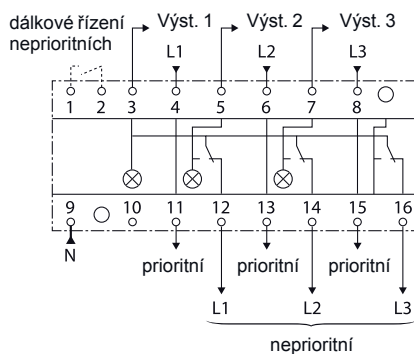 dálkové řízení
neprioritních
Výst. 1
Výst. 2
Výst. 3
L1
L2
L3
1 2 3 4 5 6 7 8
9 10 11 12 13 14 15 16
N
prioritní
prioritní
prioritní
L1
L2
L3
neprioritní